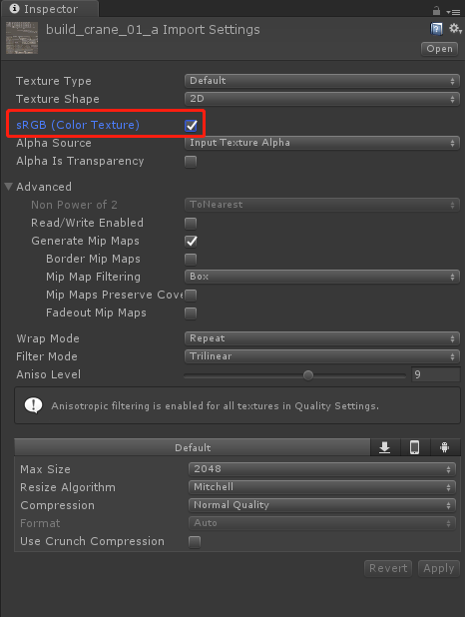 Inspector
build_crane_01_a Import Settings
Open
Texture Type Default
Texture Shape 2D
sRGB (Color Texture)
Alpha Source Input Texture Alpha
Alpha Is Transparency
Advanced
Non Power of 2 ToNearest
Read/Write Enabled
Generate Mip Maps
Border Mip Maps
Mip Map Filtering Box
Mip Maps Preserve Cove
Fadeout Mip Maps
Wrap Mode Repeat
Filter Mode Trilinear
Aniso Level 9
Anisotropic filtering is enabled for all textures in Quality Settings.
Default
Max Size 2048
Resize Algorithm Mitchell
Compression Normal Quality
Format Auto
Use Crunch Compression
Revert Apply